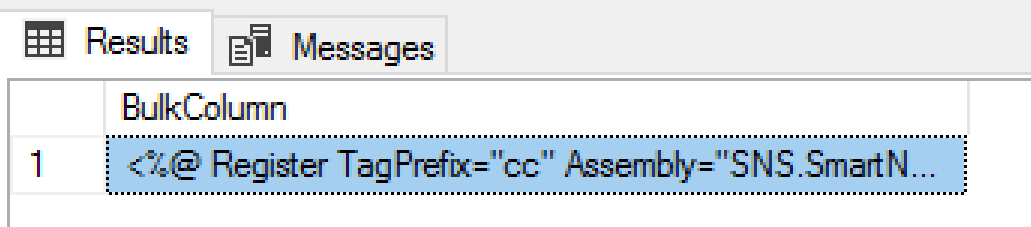 Results Messages
BulkColumn
1 <%@ Register TagPrefix="cc" Assembly="SNS.SmartN...